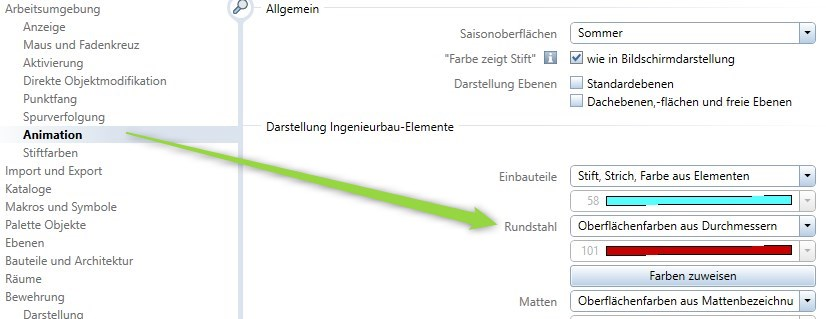 Arbeitsumgebung
Anzeige
Maus und Fadenkreuz
Aktivierung
Direkte Objektmodifikation
Punktfang
Spurverfolgung
Animation
Stiftfarben
Import und Export
Kataloge
Makros und Symbole
Palette Objekte
Ebenen
Bauteile und Architektur
Räume
Bewehrung
Darstellung
Allgemein
Saisonoberflächen Sommer
"Farbe zeigt Stift" wie in Bildschirmdarstellung
Darstellung Ebenen Standardebenen
Dachebenen,-flächen und freie Ebenen
Darstellung Ingenieurbau-Elemente
Einbauteile Stift, Strich, Farbe aus Elementen
58
Rundstahl Oberflächenfarben aus Durchmessern
101
Farben zuweisen
Matten Oberflächenfarben aus Mattenbezeichnu